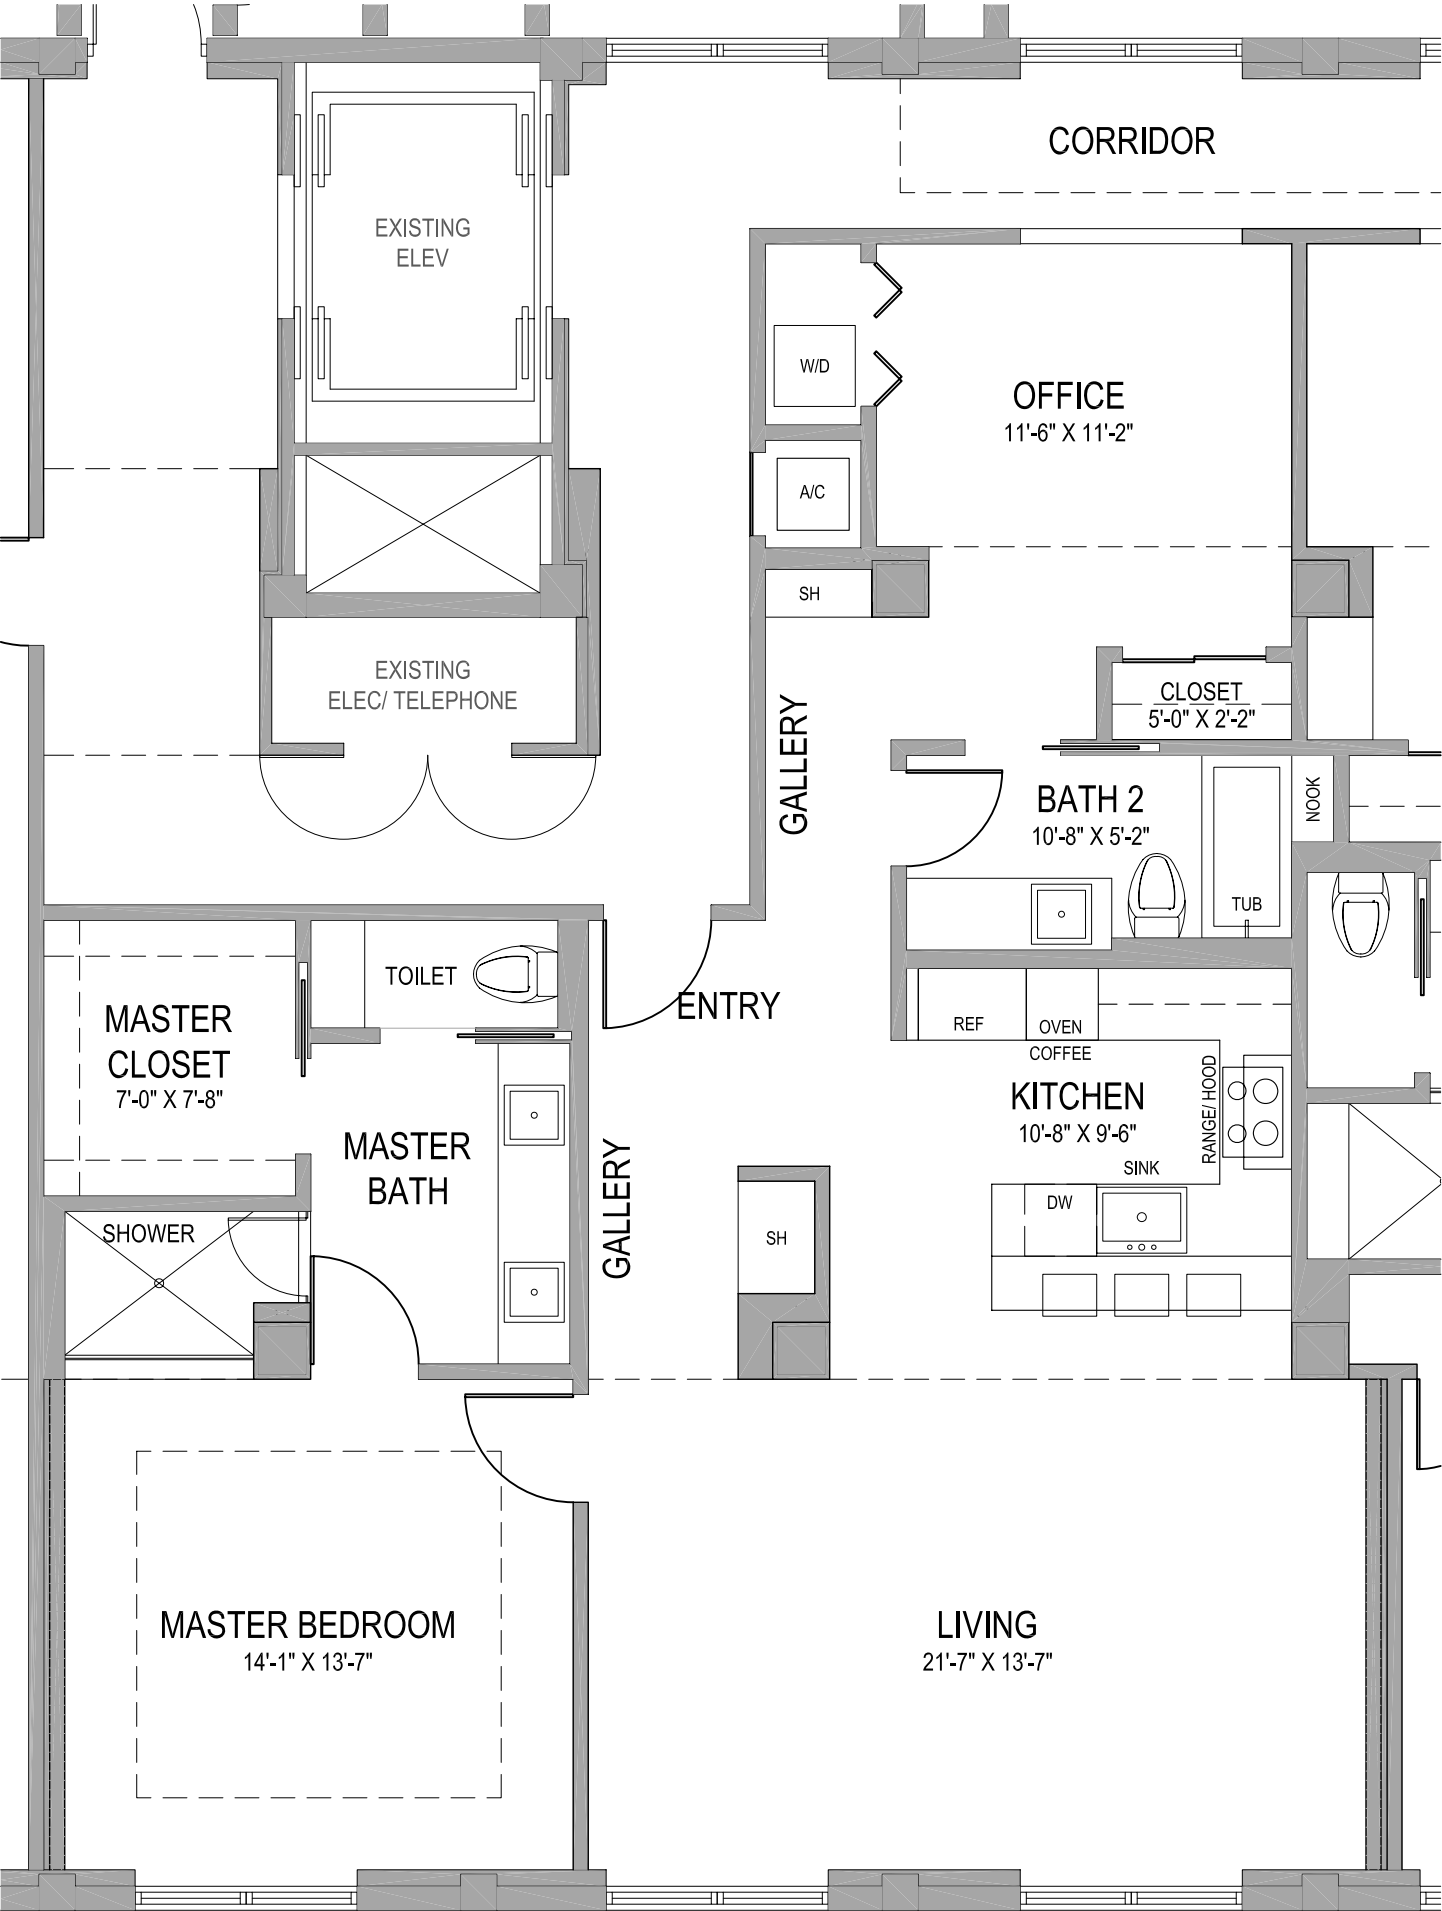 CORRIDOR
EXISTING
ELEV
W/D
OFFICE
11'-6" X 11'-2"
A/C
SH
EXISTING
ELEC/ TELEPHONE
CLOSET
5'-0" X 2'-2"
GALLERY
BATH 2
10'-8" X 5'-2"
NOOK
TUB
TOILET
ENTRY
MASTER
CLOSET
7'-0" X 7'-8"
REF
OVEN
COFFEE
KITCHEN
10'-8" X 9'-6"
RANGE/ HOOD
MASTER
BATH
GALLERY
SINK
DW
SHOWER
SH
MASTER BEDROOM
14'-1" X 13'-7"
LIVING
21'-7" X 13'-7"